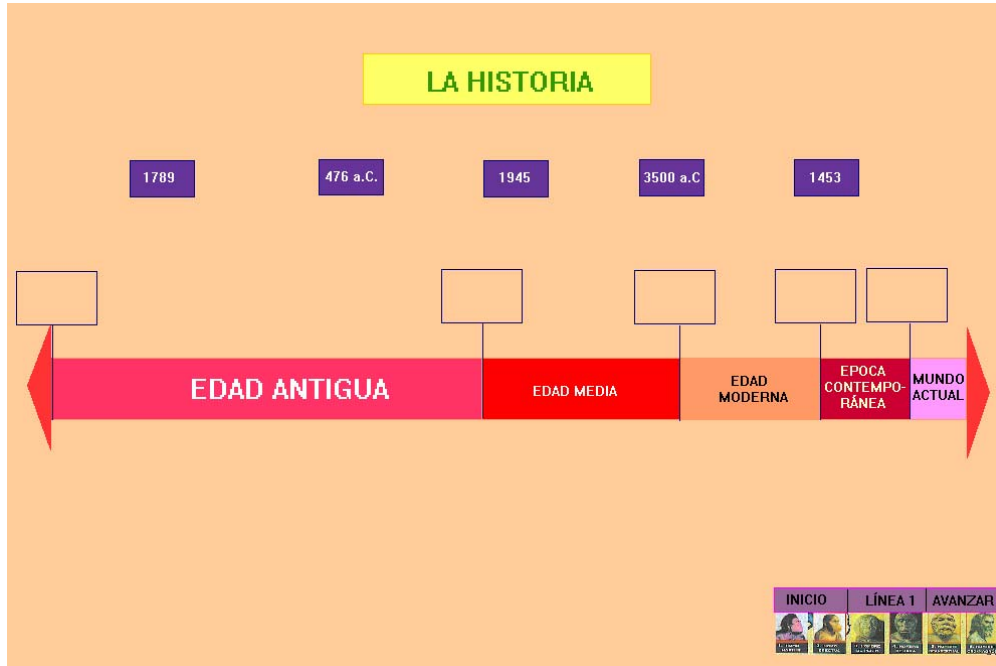 LA HISTORIA
1789
476 a.C.
1945
3500 a.C
1453
EDAD ANTIGUA
EDAD MEDIA
EDAD
MODERNA
EPOCA
CONTEMPO-
RÁNEA
MUNDO
ACTUAL
INICIO
LÍNEA 1
AVANZAR